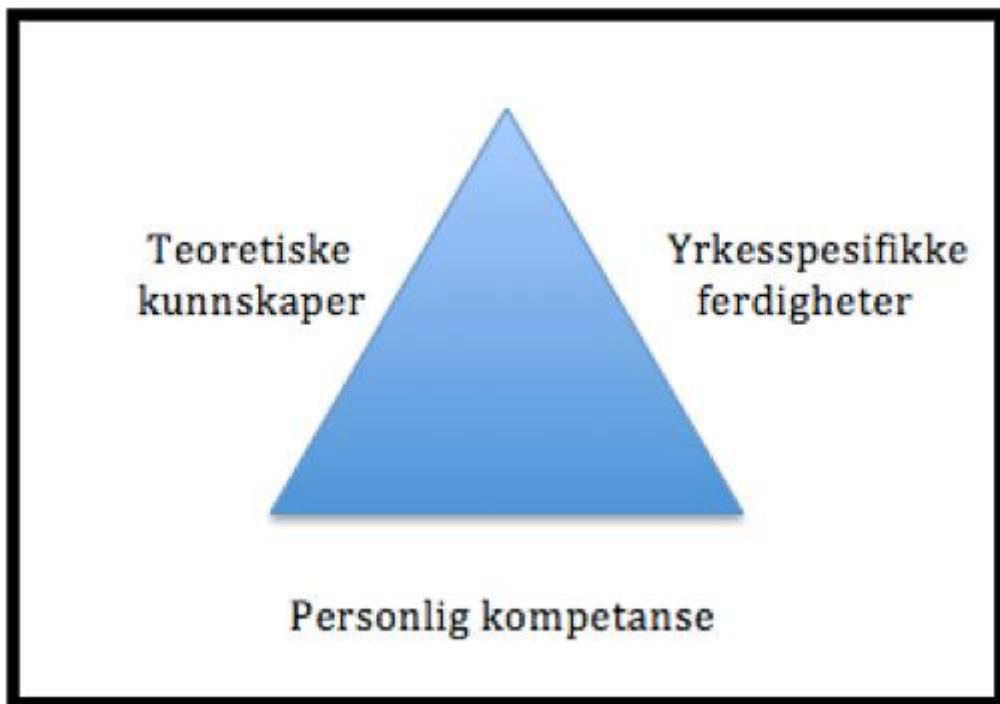 Teoretiske
kunnskaper
Yrkesspesifikke
ferdigheter
Personlig kompetanse